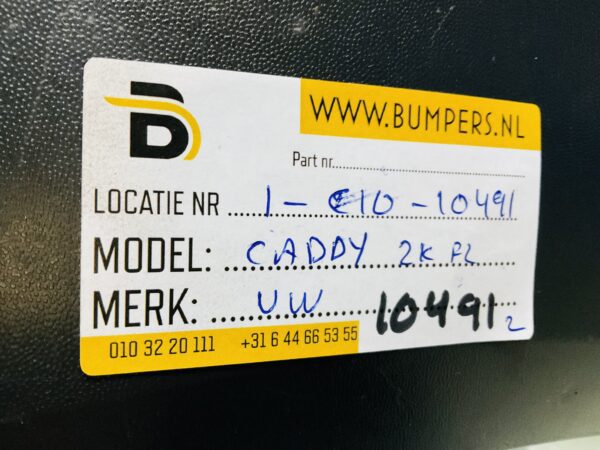 B
WWW.BUMPERS.NL
Part nr
LOCATIE NR 1 - C10 - 10491
MODEL: CADDY 2K FL
MERK: VW
10491 2
010 32 20 111 +31 6 44 66 53 55